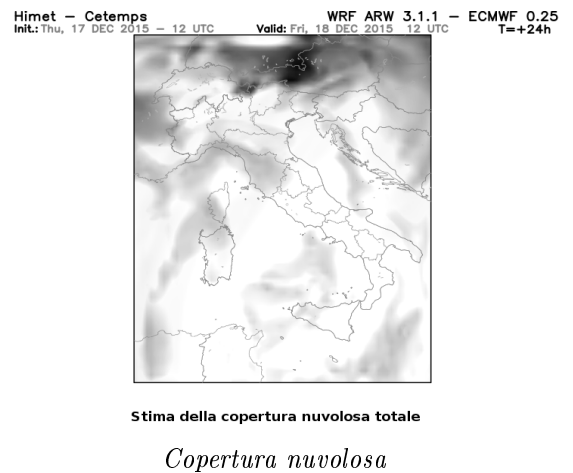 Himet – Cetemps WRF ARW 3.1.1 – ECMWF 0.25
Init.: Thu, 17 DEC 2015 – 12 UTC Valid: Fri, 18 DEC 2015 12 UTC T=+24h
Stima della copertura nuvolosa totale
Copertura nuvolosa